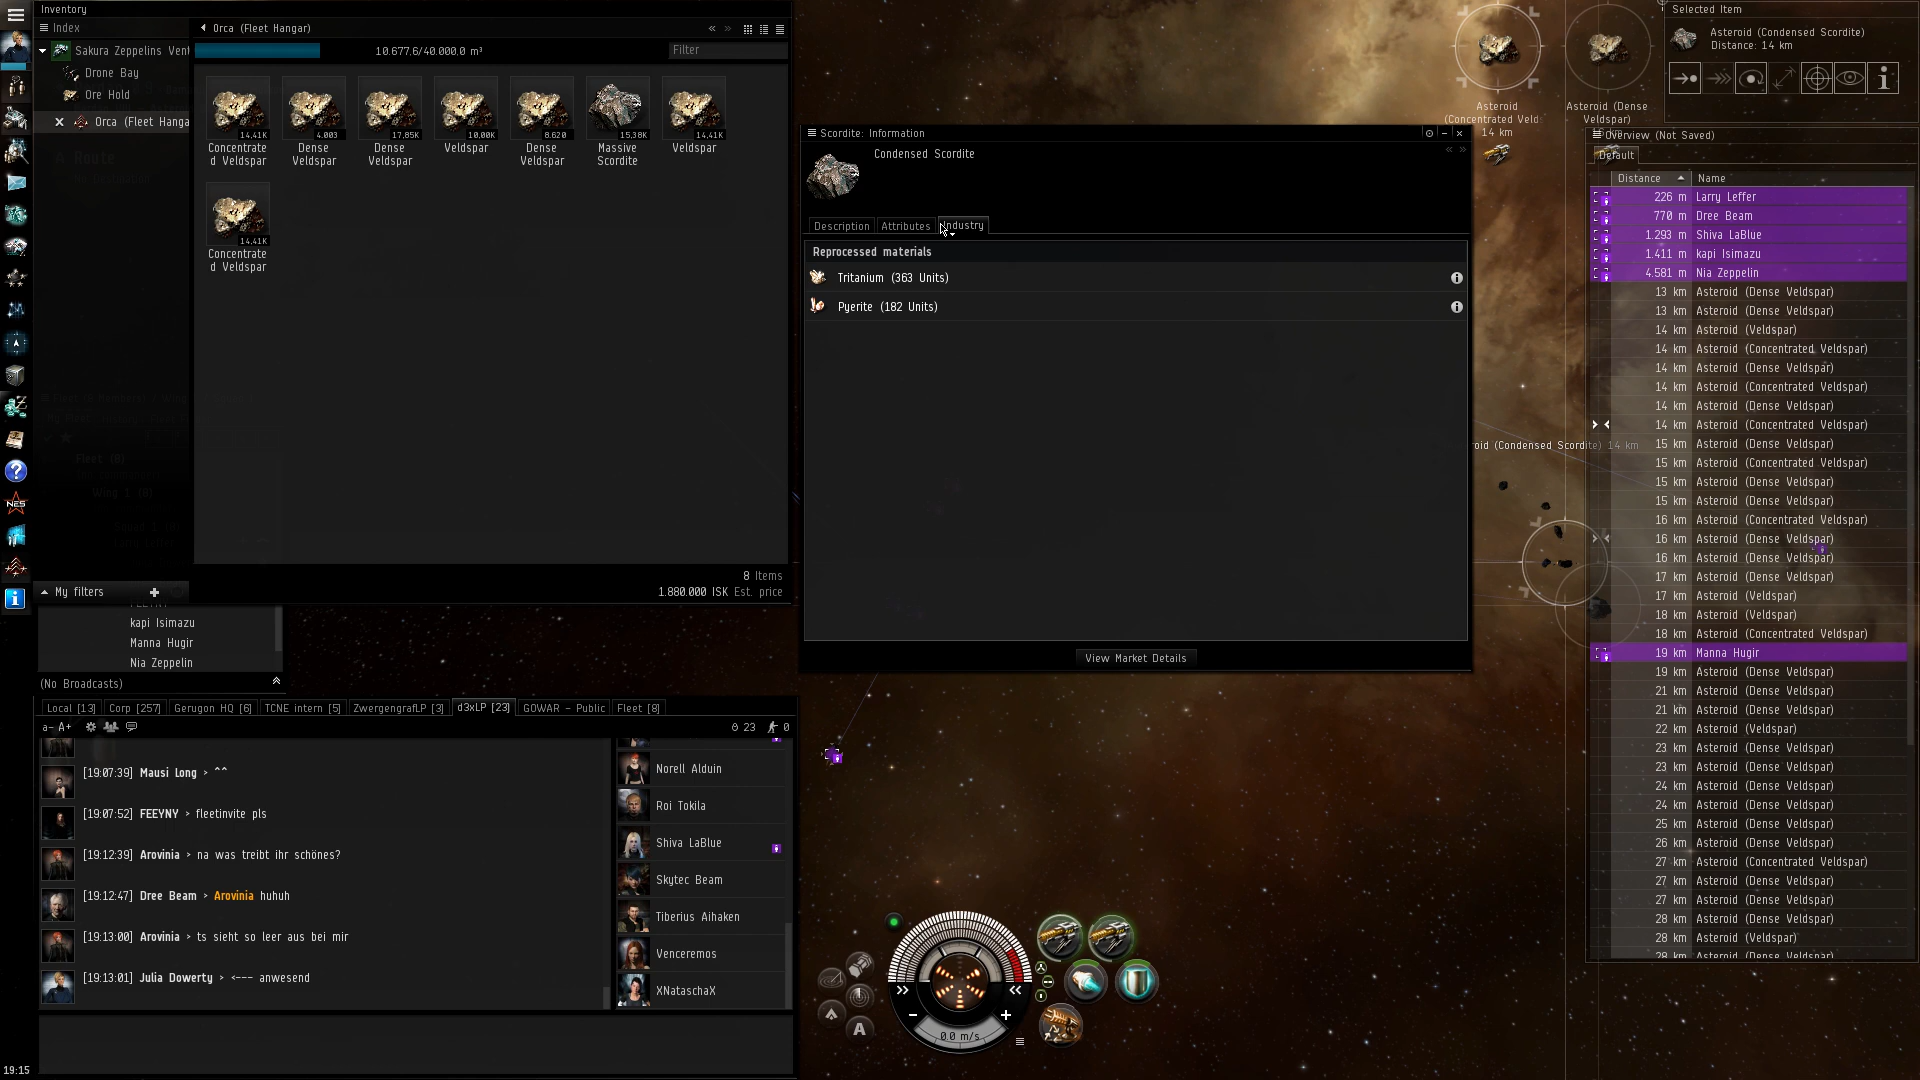 Inventory
Index
Sakura Zeppelins Vent
Drone Bay
Ore Hold
Orca (Fleet Hanga
Orca (Fleet Hangar)
10.677.6/40.000,0 m³
Filter
14,41K
4.003
17,85K
10,00K
8.620
15,38K
14,41K
Concentrate
d Veldspar
Dense
Veldspar
Dense
Veldspar
Veldspar
Dense
Veldspar
Massive
Scordite
Veldspar
14,41K
Concentrate
d Veldspar
8 Items
1.880.000 ISK Est. price
My filters
kapi Isimazu
Manna Hugir
Nia Zeppelin
(No Broadcasts)
Local [13]
Corp [257]
Gerugon HQ [6]
TCNE intern [5]
ZwergengrafLP [3]
d3xLP [23]
GOWAR - Public
Fleet [8]
a- A+
23
0
[19:07:39] Mausi Long > ^^
[19:07:52] FEEYNY > fleetinvite pls
[19:12:39] Arovinia > na was treibt ihr schönes?
[19:12:47] Dree Beam > Arovinia huhuh
[19:13:00] Arovinia > ts sieht so leer aus bei mir
[19:13:01] Julia Dowerty > <--- anwesend
Norell Alduin
Roi Tokila
Shiva LaBlue
Skytec Beam
Tiberius Aihaken
Venceremos
XNataschaX
19:15
Scordite: Information
Condensed Scordite
Description
Attributes
Industry
Reprocessed materials
Tritanium (363 Units)
Pyerite (182 Units)
View Market Details
0.0 m/s
A
Asteroid
(Concentrated Veld:
14 km
Asteroid (Dense
Veldspar)
oid (Condensed Scordite) 14 km
Selected Item
Asteroid (Condensed Scordite)
Distance: 14 km
Overview (Not Saved)
Default
Distance Name
226 m Larry Leffer
770 m Dree Beam
1.293 m Shiva LaBlue
1.411 m kapi Isimazu
4.581 m Nia Zeppelin
13 km Asteroid (Dense Veldspar)
13 km Asteroid (Dense Veldspar)
14 km Asteroid (Veldspar)
14 km Asteroid (Concentrated Veldspar)
14 km Asteroid (Dense Veldspar)
14 km Asteroid (Concentrated Veldspar)
14 km Asteroid (Dense Veldspar)
14 km Asteroid (Concentrated Veldspar)
15 km Asteroid (Dense Veldspar)
15 km Asteroid (Concentrated Veldspar)
15 km Asteroid (Dense Veldspar)
15 km Asteroid (Dense Veldspar)
16 km Asteroid (Concentrated Veldspar)
16 km Asteroid (Dense Veldspar)
16 km Asteroid (Dense Veldspar)
17 km Asteroid (Dense Veldspar)
17 km Asteroid (Veldspar)
18 km Asteroid (Veldspar)
18 km Asteroid (Concentrated Veldspar)
19 km Manna Hugir
19 km Asteroid (Dense Veldspar)
21 km Asteroid (Dense Veldspar)
21 km Asteroid (Dense Veldspar)
22 km Asteroid (Veldspar)
23 km Asteroid (Dense Veldspar)
23 km Asteroid (Dense Veldspar)
24 km Asteroid (Dense Veldspar)
24 km Asteroid (Dense Veldspar)
25 km Asteroid (Dense Veldspar)
26 km Asteroid (Dense Veldspar)
27 km Asteroid (Concentrated Veldspar)
27 km Asteroid (Dense Veldspar)
27 km Asteroid (Dense Veldspar)
28 km Asteroid (Dense Veldspar)
28 km Asteroid (Veldspar)
28 km Asteroid (Dense Veldspar)